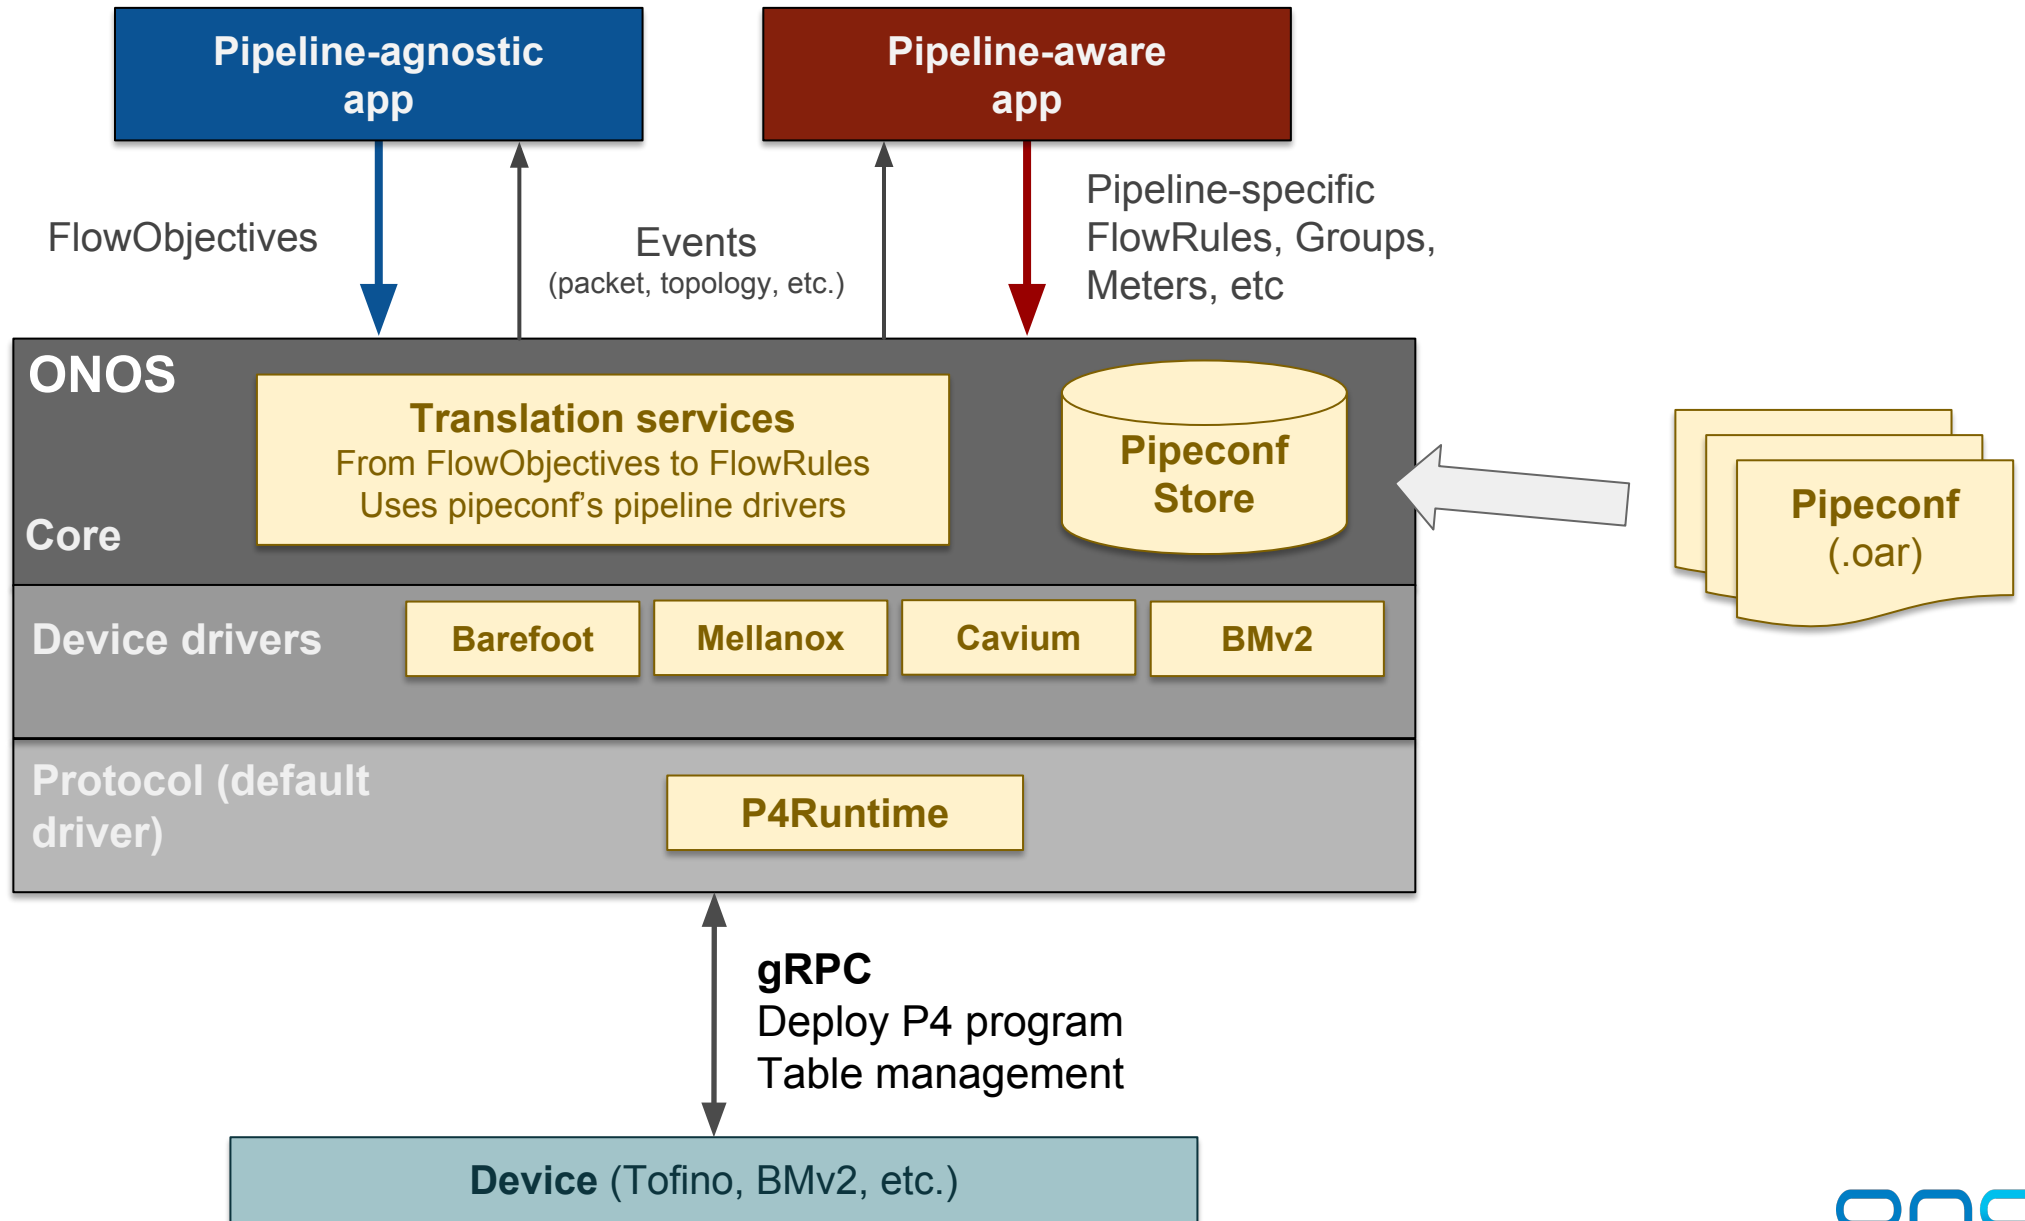 Pipeline-agnostic
app
Pipeline-aware
app
FlowObjectives
Events
(packet, topology, etc.)
Pipeline-specific
FlowRules, Groups,
Meters, etc
ONOS
Translation services
From FlowObjectives to FlowRules
Uses pipeconf's pipeline drivers
Core
Pipeconf
Store
Pipeconf
(.oar)
Device drivers
Barefoot
Mellanox
Cavium
BMv2
Protocol (default
driver)
P4Runtime
gRPC
Deploy P4 program
Table management
Device (Tofino, BMv2, etc.)